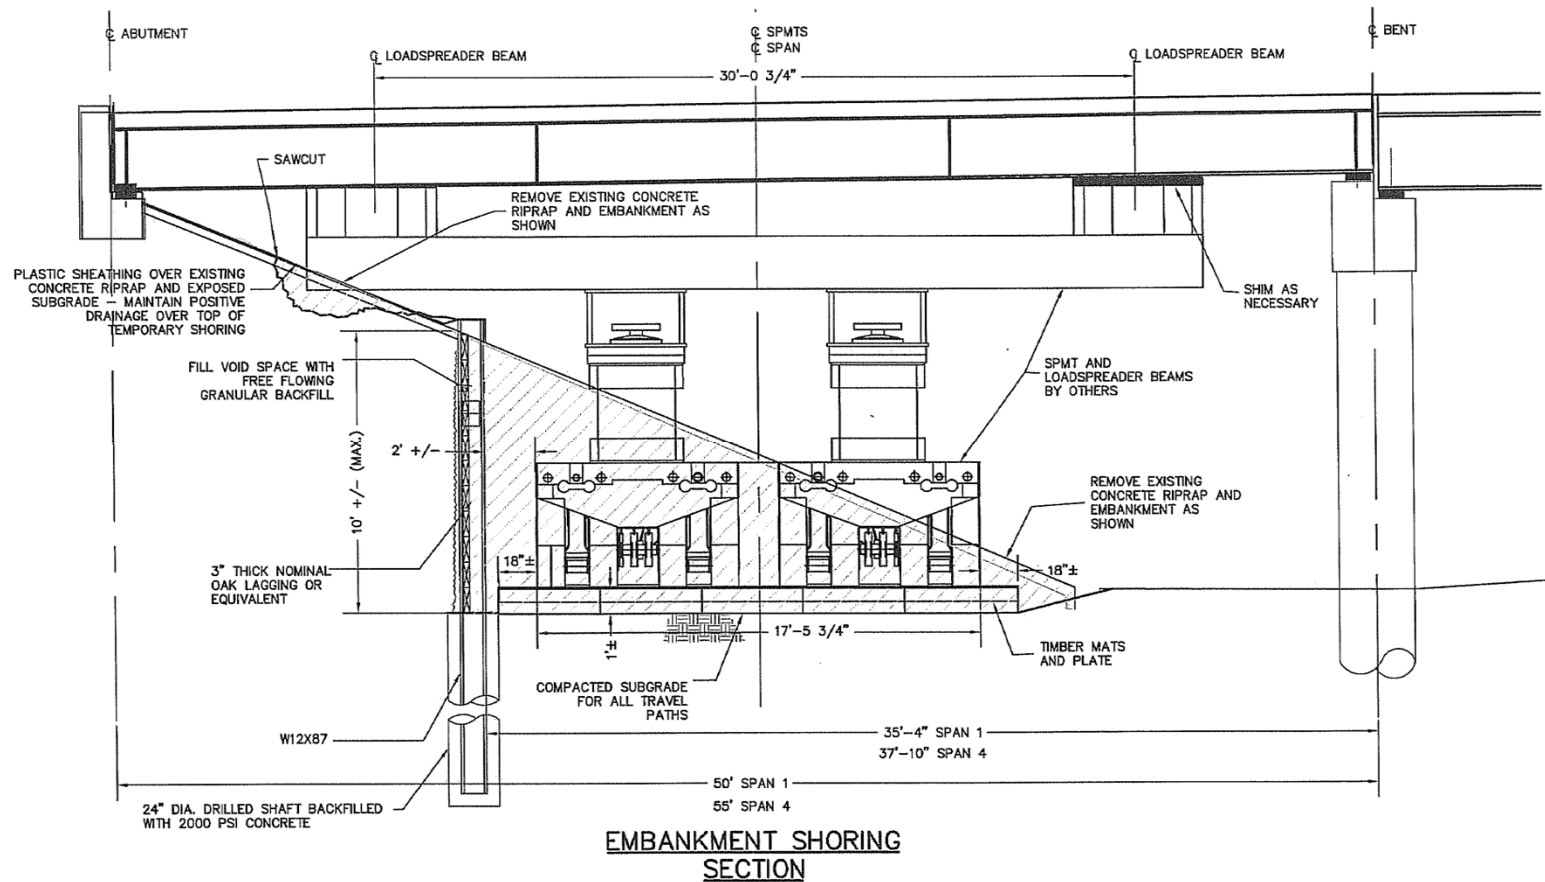 ℄ ABUTMENT
℄ SPMTS
℄ SPAN
℄ BENT
℄ LOADSPREADER BEAM
℄ LOADSPREADER BEAM
30'-0 3/4"
SAWCUT
REMOVE EXISTING CONCRETE
RIPRAP AND EMBANKMENT AS
SHOWN
PLASTIC SHEATHING OVER EXISTING
CONCRETE RIPRAP AND EXPOSED
SUBGRADE – MAINTAIN POSITIVE
DRAINAGE OVER TOP OF
TEMPORARY SHORING
SHIM AS
NECESSARY
FILL VOID SPACE WITH
FREE FLOWING
GRANULAR BACKFILL
SPMT AND
LOADSPREADER BEAMS
BY OTHERS
10' +/- (MAX.)
2' +/-
REMOVE EXISTING
CONCRETE RIPRAP AND
EMBANKMENT AS
SHOWN
3" THICK NOMINAL
OAK LAGGING OR
EQUIVALENT
18"±
18"±
17'-5 3/4"
1'±
TIMBER MATS
AND PLATE
COMPACTED SUBGRADE
FOR ALL TRAVEL
PATHS
W12X87
35'-4" SPAN 1
37'-10" SPAN 4
50' SPAN 1
55' SPAN 4
24" DIA. DRILLED SHAFT BACKFILLED
WITH 2000 PSI CONCRETE
EMBANKMENT SHORING
SECTION